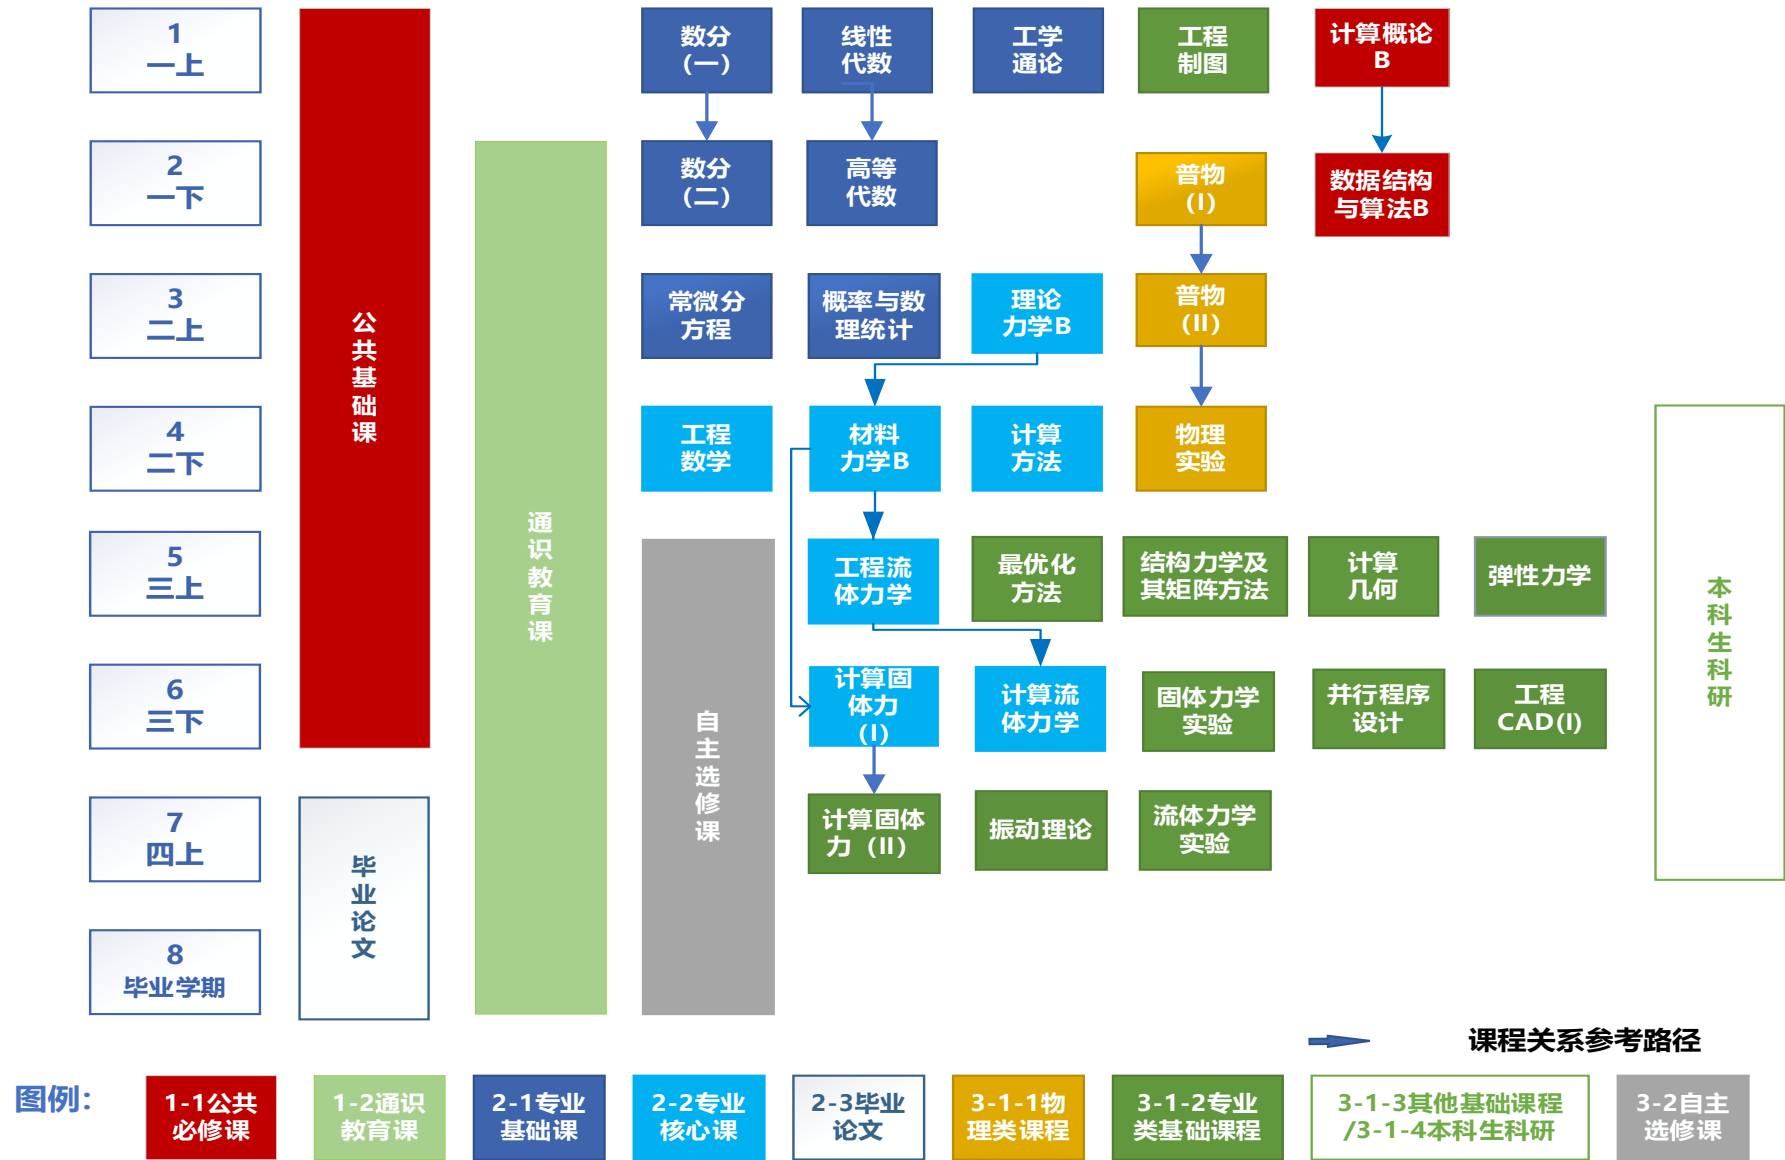 1
一上
数分
（一）
线性
代数
工学
通论
工程
制图
计算概论
B
2
一下
数分
（二）
高等
代数
普物
(I)
数据结构
与算法B
3
二上
常微分
方程
概率与数
理统计
理论
力学B
普物
(II)
公
共
基
础
课
4
二下
工程
数学
材料
力学B
计算
方法
物理
实验
通
识
教
育
课
5
三上
工程流
体力学
最优化
方法
结构力学及
其矩阵方法
计算
几何
弹性力学
本
科
生
科
研
6
三下
自
主
选
修
课
计算固
体力
(I)
计算流
体力学
固体力学
实验
并行程序
设计
工程
CAD(I)
7
四上
毕
业
论
文
计算固体
力（II）
振动理论
流体力学
实验
8
毕业学期
课程关系参考路径
图例：
1-1公共
必修课
1-2通识
教育课
2-1专业
基础课
2-2专业
核心课
2-3毕业
论文
3-1-1物
理类课程
3-1-2专业
类基础课程
3-1-3其他基础课程
/3-1-4本科生科研
3-2自主
选修课